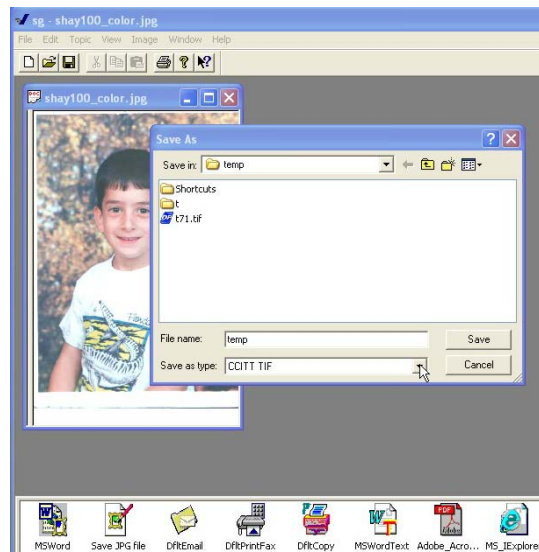 sg - shay100_color.jpg
File Edit Topic View Image Window Help
shay100_color.jpg
Save As
Save in: temp
Shortcuts
t
t71.tif
File name: temp
Save
Save as type: CCITT TIF
Cancel
MSWord Save JPG file DfltEmail DfltPrintFax DfltCopy MSWordText Adobe_Acro... MS_IExplore